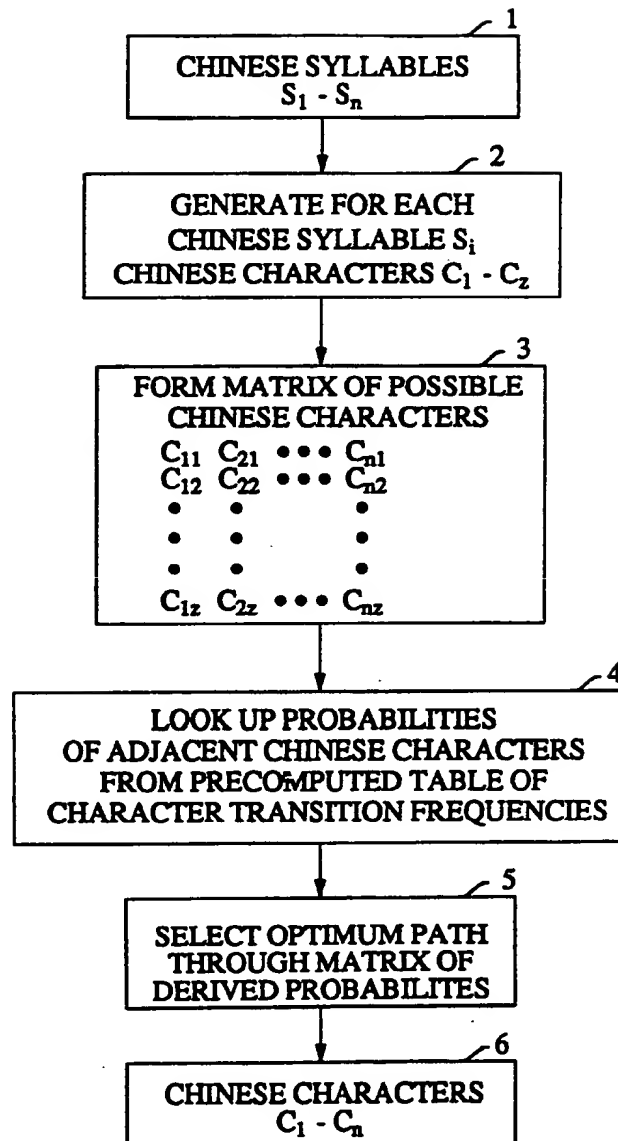 1
CHINESE SYLLABLES
S₁ - Sₙ
2
GENERATE FOR EACH
CHINESE SYLLABLE Sᵢ
CHINESE CHARACTERS C₁ - C_z
3
FORM MATRIX OF POSSIBLE
CHINESE CHARACTERS
C₁₁ C₂₁ ••• Cₙ₁
C₁₂ C₂₂ ••• Cₙ₂
• • •
• • •
• • •
C₁z C₂z ••• Cₙz
4
LOOK UP PROBABILITIES
OF ADJACENT CHINESE CHARACTERS
FROM PRECOMPUTED TABLE OF
CHARACTER TRANSITION FREQUENCIES
5
SELECT OPTIMUM PATH
THROUGH MATRIX OF
DERIVED PROBABILITES
6
CHINESE CHARACTERS
C₁ - Cₙ